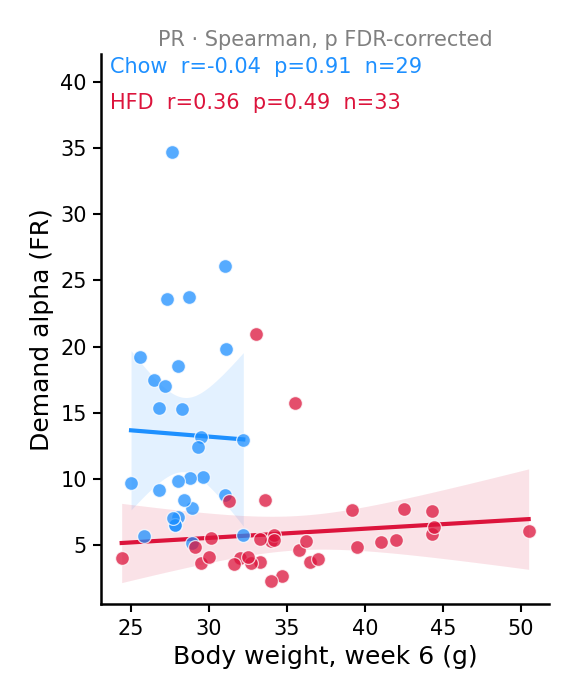 PR · Spearman, p FDR-corrected
Chow r=-0.04 p=0.91 n=29
HFD r=0.36 p=0.49 n=33
40
35
30
25
20
15
10
5
Demand alpha (FR)
25 30 35 40 45 50
Body weight, week 6 (g)